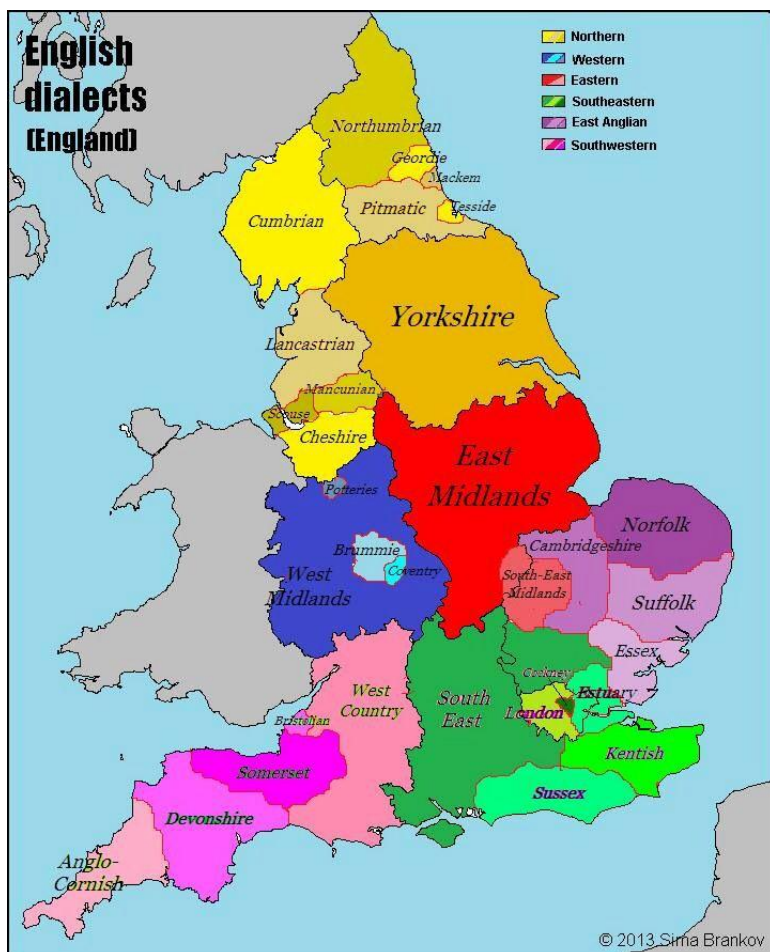 English
dialects
(England)
Northern
Western
Eastern
Southeastern
East Anglian
Southwestern
Northumbrian
Geordie
Mackem
Tesside
Pitmatic
Cumbrian
Yorkshire
Lancastrian
Mancunian
Scouse
Cheshire
East
Midlands
Potteries
Norfolk
Cambridgeshire
Brummie
Coventry
West
Midlands
South-East
Midlands
Suffolk
Essex
Cockney
Estuary
West
Country
South
East
London
Bristolian
Kentish
Somerset
Sussex
Devonshire
Anglo-
Cornish
© 2013 Sima Brankov